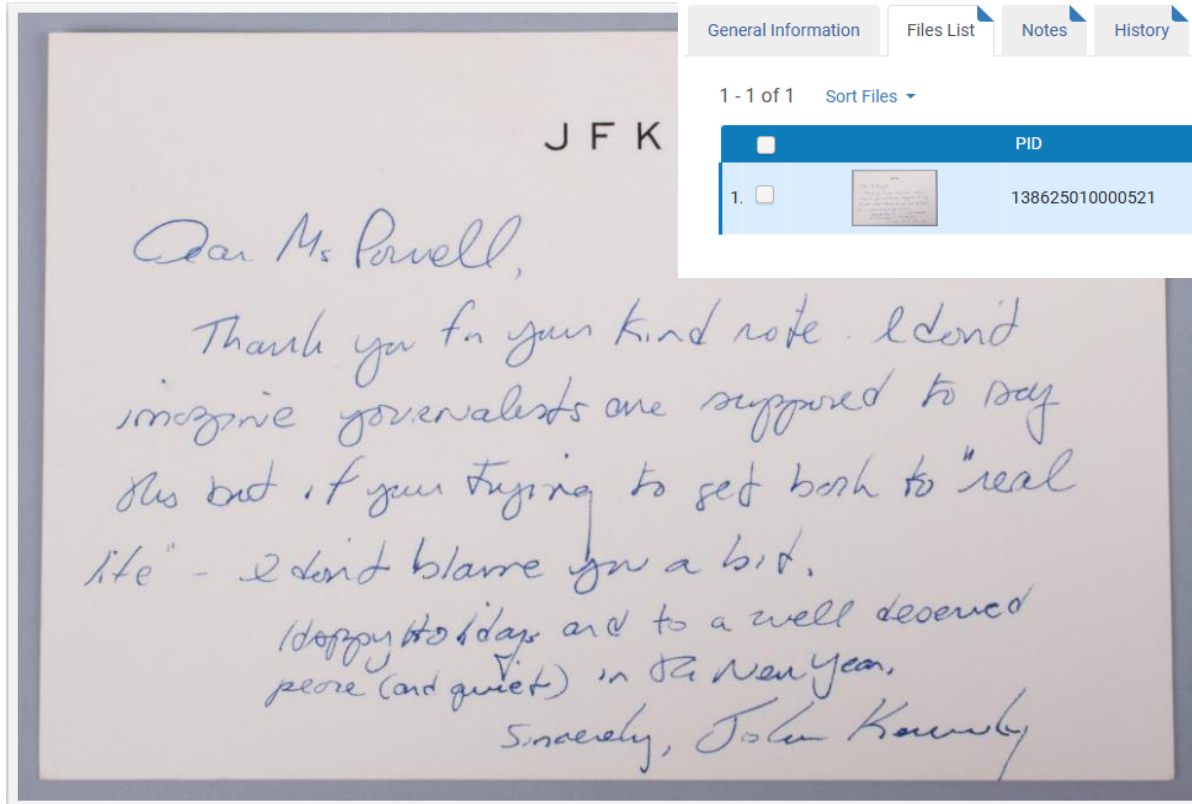 General Information Files List Notes History
1 - 1 of 1 Sort Files
PID
1. 138625010000521
JFK
Dear Ms Powell,
Thank you for your kind note. I don't
imagine journalists are supposed to say
this but if your trying to get back to "real
life" - I don't blame you a bit.
Happy Holidays and to a well deserved
peace (and quiet) in the New Year.
Sincerely, John Kennedy